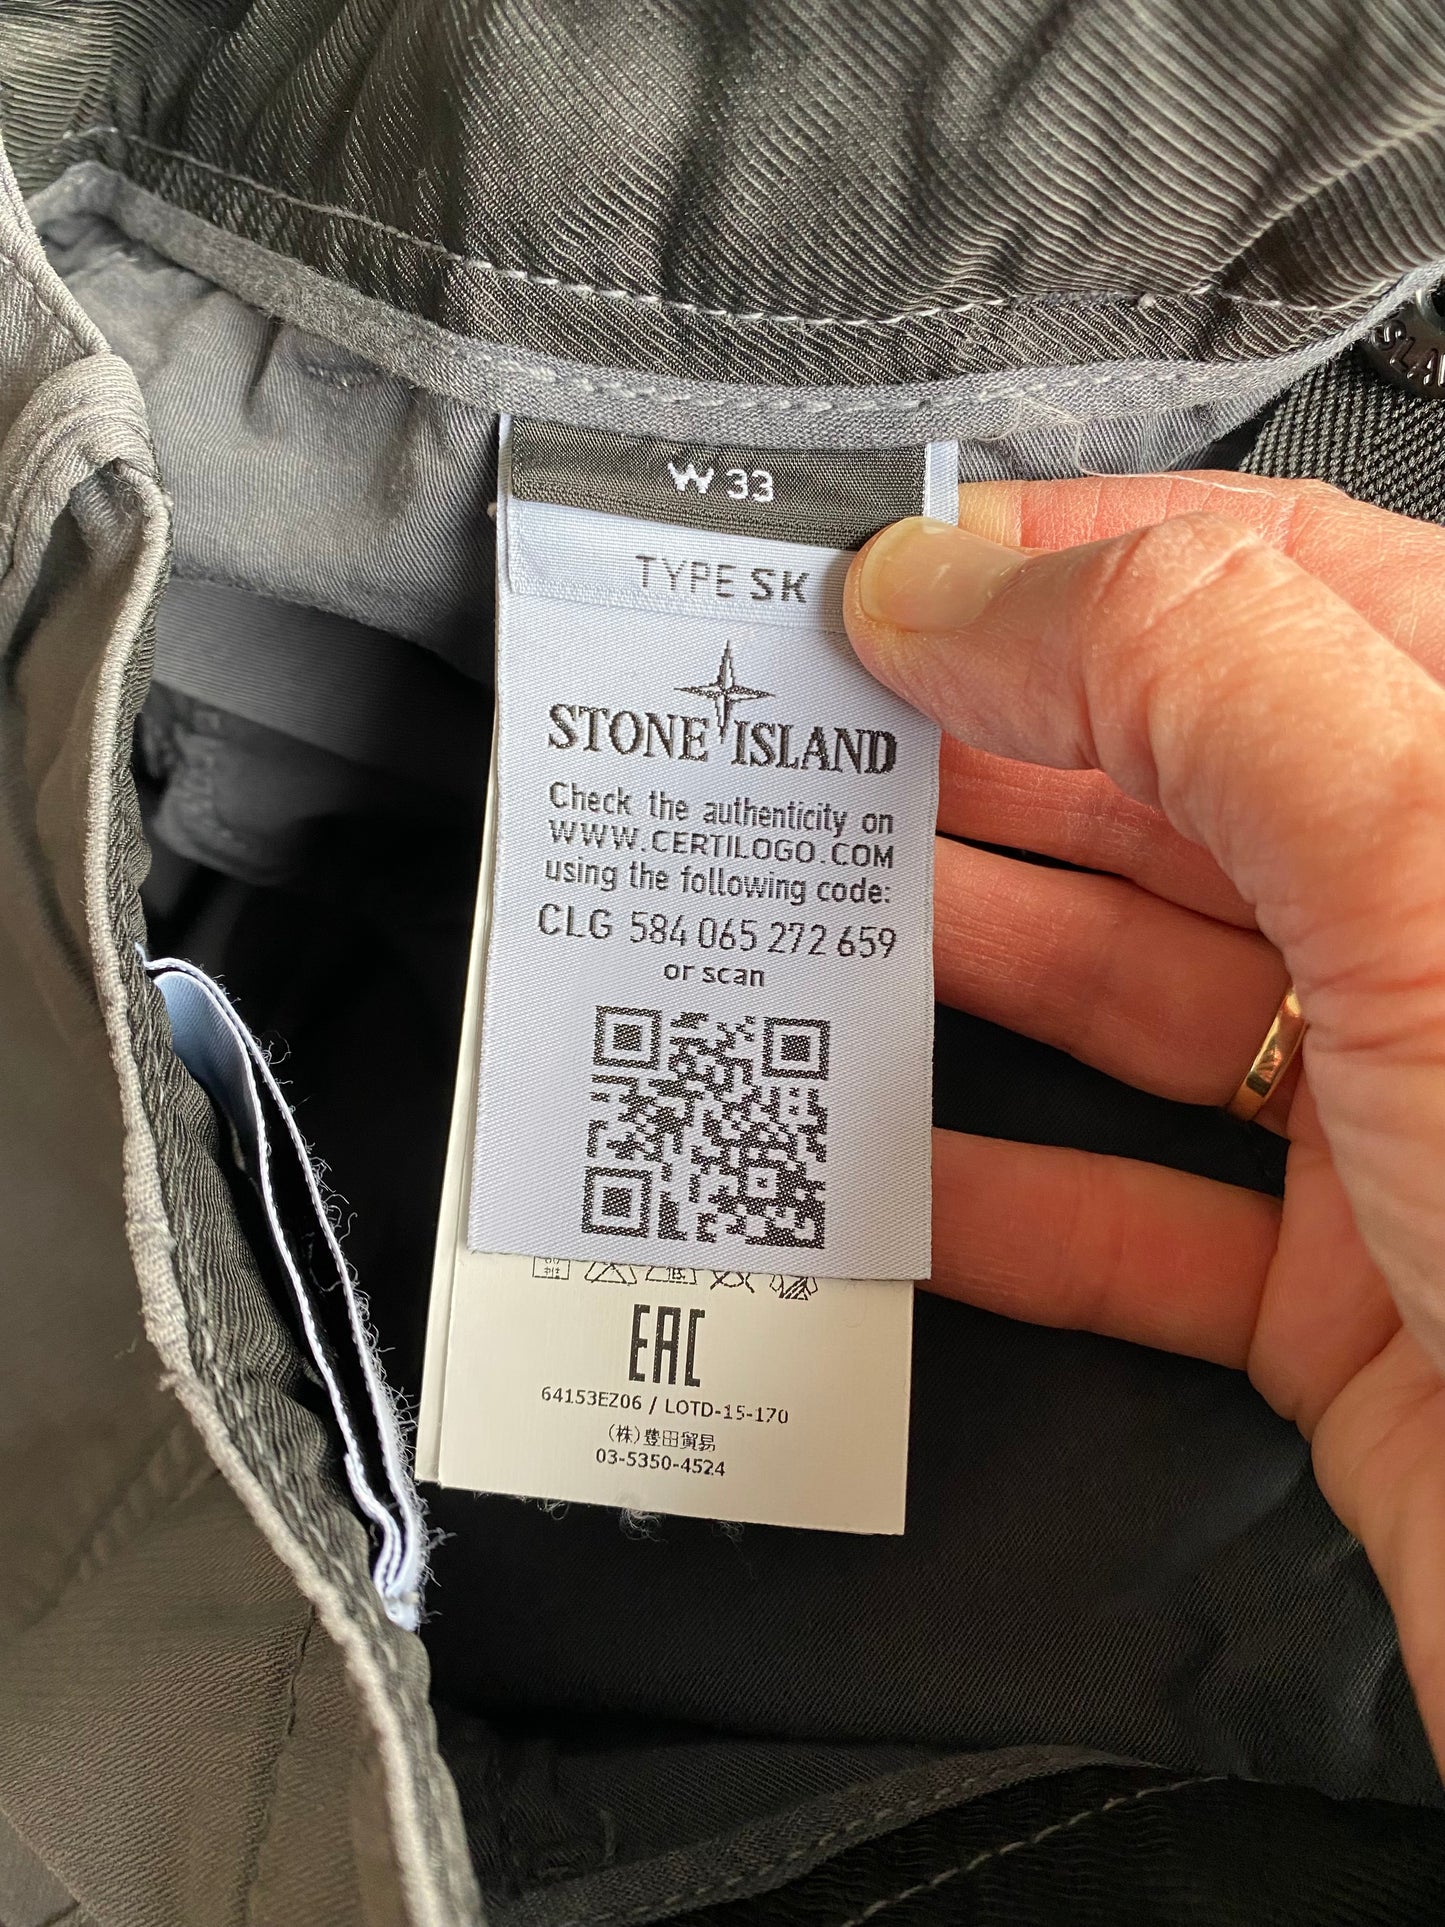 W 33
TYPE SK
STONE ISLAND
Check the authenticity on
WWW.CERTILOGO.COM
using the following code:
CLG 584 065 272 659
or scan
EAC
64153EZ06 / LOTD-15-170
(株)豊田貿易
03-5350-4524